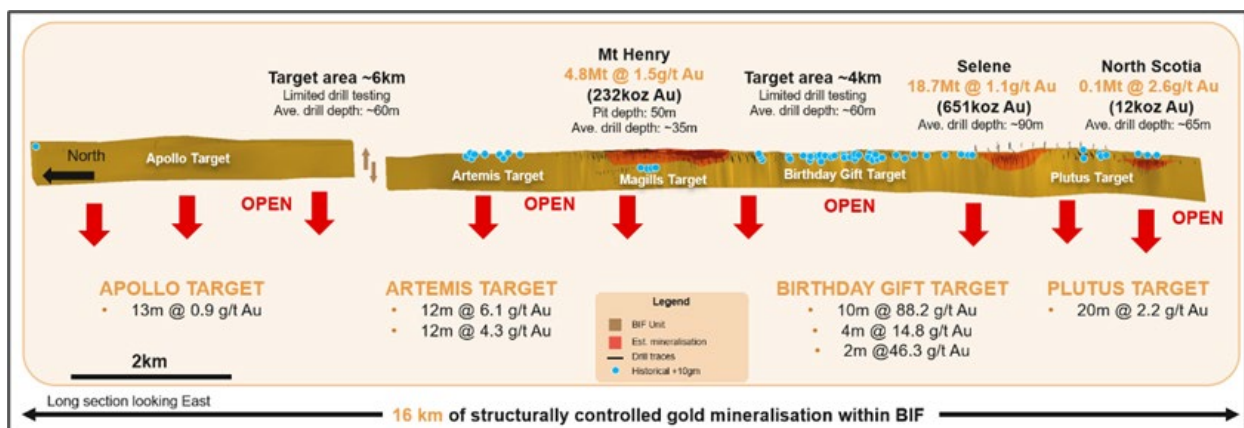 Target area ~6km
Limited drill testing
Ave. drill depth: ~60m
Mt Henry
4.8Mt @ 1.5g/t Au
(232koz Au)
Pit depth: 50m
Ave. drill depth: ~35m
Target area ~4km
Limited drill testing
Ave. drill depth: ~60m
Selene
18.7Mt @ 1.1g/t Au
(651koz Au)
Ave. drill depth: ~90m
North Scotia
0.1Mt @ 2.6g/t Au
(12koz Au)
Ave. drill depth: ~65m
North
Apollo Target
Artemis Target
Magills Target
Birthday Gift Target
Plutus Target
OPEN
OPEN
OPEN
OPEN
APOLLO TARGET
• 13m @ 0.9 g/t Au
ARTEMIS TARGET
• 12m @ 6.1 g/t Au
• 12m @ 4.3 g/t Au
Legend
BIF Unit
Est. mineralisation
Drill traces
Historical +10gm
BIRTHDAY GIFT TARGET
• 10m @ 88.2 g/t Au
• 4m @ 14.8 g/t Au
• 2m @46.3 g/t Au
PLUTUS TARGET
• 20m @ 2.2 g/t Au
2km
Long section looking East
16 km of structurally controlled gold mineralisation within BIF